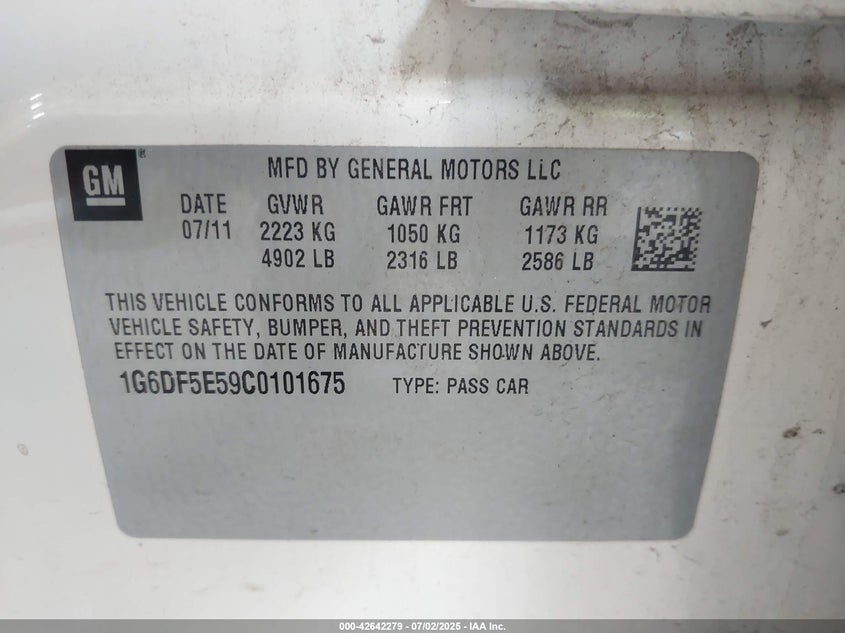 GM
MFD BY GENERAL MOTORS LLC
DATE GVWR GAWR FRT GAWR RR
07/11 2223 KG 1050 KG 1173 KG
4902 LB 2316 LB 2586 LB
THIS VEHICLE CONFORMS TO ALL APPLICABLE U.S. FEDERAL MOTOR
VEHICLE SAFETY, BUMPER, AND THEFT PREVENTION STANDARDS IN
EFFECT ON THE DATE OF MANUFACTURE SHOWN ABOVE.
1G6DF5E59C0101675 TYPE: PASS CAR
000-42642279 - 07/02/2025 - IAA Inc.